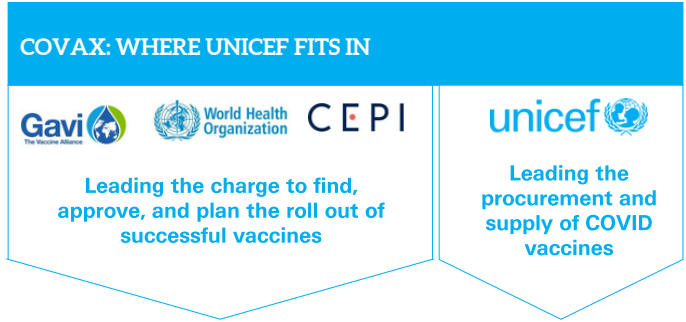 COVAX: WHERE UNICEF FITS IN
Gavi
The Vaccine Alliance
World Health
Organization
CEPI
Leading the charge to find,
approve, and plan the roll out of
successful vaccines
unicef
Leading the
procurement and
supply of COVID
vaccines